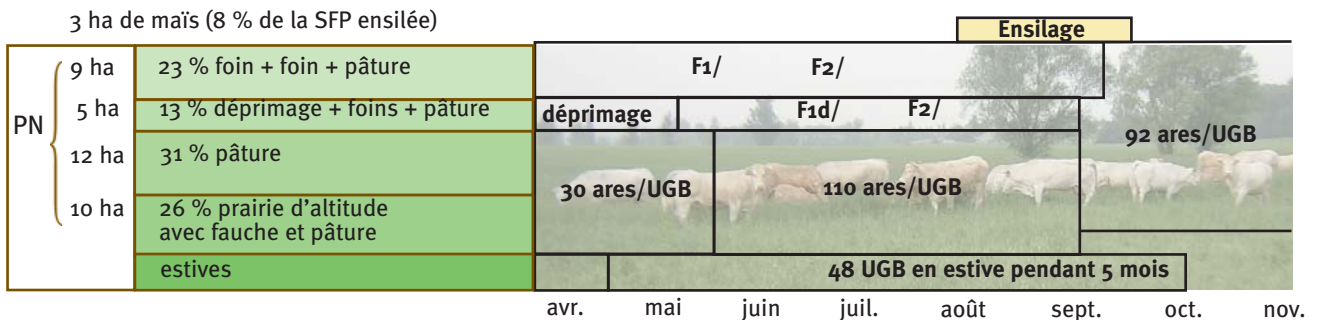 3 ha de maïs (8 % de la SFP ensilée)
Ensilage
PN
9 ha
23 % foin + foin + pâture
F1/
F2/
5 ha
13 % déprimage + foins + pâture
déprimage
F1d/
F2/
92 ares/UGB
12 ha
31 % pâture
30 ares/UGB
110 ares/UGB
10 ha
26 % prairie d'altitude
avec fauche et pâture
estives
48 UGB en estive pendant 5 mois
avr.
mai
juin
juil.
août
sept.
oct.
nov.